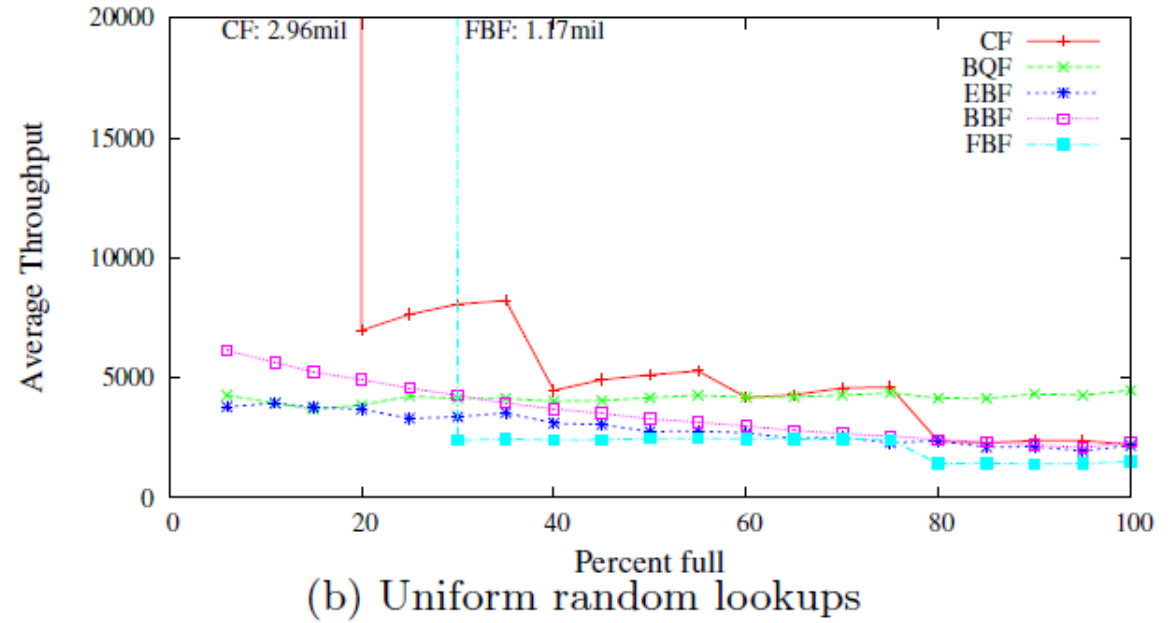 20000
CF: 2.96mil
FBF: 1.17mil
CF
BQF
EBF
BBF
FBF
15000
10000
5000
0
Average Throughput
0
20
40
60
80
100
Percent full
(b) Uniform random lookups